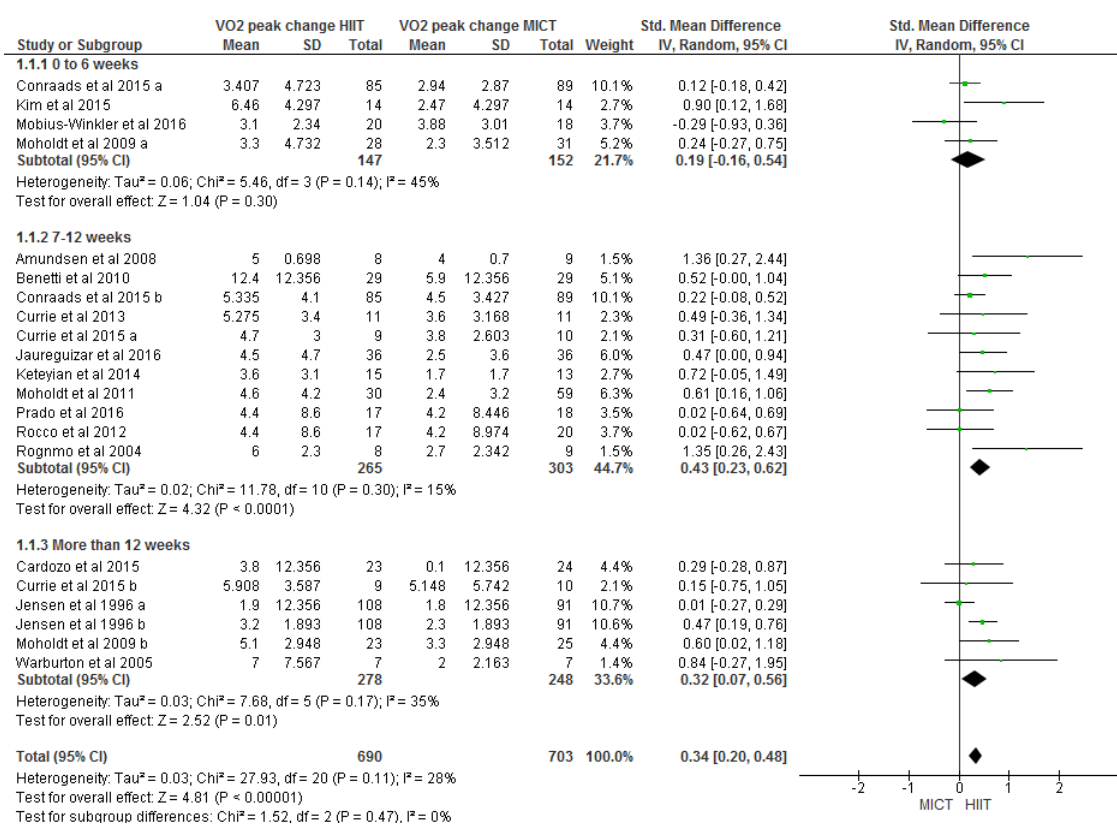 VO2 peak change HIIT VO2 peak change MICT Std. Mean Difference Std. Mean Difference
Study or Subgroup Mean SD Total Mean SD Total Weight IV, Random, 95% CI IV, Random, 95% CI
1.1.1 0 to 6 weeks
Conraads et al 2015 a 3.407 4.723 85 2.94 2.87 89 10.1% 0.12 [-0.18, 0.42]
Kim et al 2015 6.46 4.297 14 2.47 4.297 14 2.7% 0.90 [0.12, 1.68]
Mobius-Winkler et al 2016 3.1 2.34 20 3.88 3.01 18 3.7% -0.29 [-0.93, 0.36]
Moholdt et al 2009 a 3.3 4.732 28 2.3 3.512 31 5.2% 0.24 [-0.27, 0.75]
Subtotal (95% CI) 147 152 21.7% 0.19 [-0.16, 0.54]
Heterogeneity: Tau² = 0.06; Chi² = 5.46, df = 3 (P = 0.14); I² = 45%
Test for overall effect: Z = 1.04 (P = 0.30)
1.1.2 7-12 weeks
Amundsen et al 2008 5 0.698 8 4 0.7 9 1.5% 1.36 [0.27, 2.44]
Benetti et al 2010 12.4 12.356 29 5.9 12.356 29 5.1% 0.52 [-0.00, 1.04]
Conraads et al 2015 b 5.335 4.1 85 4.5 3.427 89 10.1% 0.22 [-0.08, 0.52]
Currie et al 2013 5.275 3.4 11 3.6 3.168 11 2.3% 0.49 [-0.36, 1.34]
Currie et al 2015 a 4.7 3 9 3.8 2.603 10 2.1% 0.31 [-0.60, 1.21]
Jaureguizar et al 2016 4.5 4.7 36 2.5 3.6 36 6.0% 0.47 [0.00, 0.94]
Keteyian et al 2014 3.6 3.1 15 1.7 1.7 13 2.7% 0.72 [-0.05, 1.49]
Moholdt et al 2011 4.6 4.2 30 2.4 3.2 59 6.3% 0.61 [0.16, 1.06]
Prado et al 2016 4.4 8.6 17 4.2 8.446 18 3.5% 0.02 [-0.64, 0.69]
Rocco et al 2012 4.4 8.6 17 4.2 8.974 20 3.7% 0.02 [-0.62, 0.67]
Rognmo et al 2004 6 2.3 8 2.7 2.342 9 1.5% 1.35 [0.26, 2.43]
Subtotal (95% CI) 265 303 44.7% 0.43 [0.23, 0.62]
Heterogeneity: Tau² = 0.02; Chi² = 11.78, df = 10 (P = 0.30); I² = 15%
Test for overall effect: Z = 4.32 (P < 0.0001)
1.1.3 More than 12 weeks
Cardozo et al 2015 3.8 12.356 23 0.1 12.356 24 4.4% 0.29 [-0.28, 0.87]
Currie et al 2015 b 5.908 3.587 9 5.148 5.742 10 2.1% 0.15 [-0.75, 1.05]
Jensen et al 1996 a 1.9 12.356 108 1.8 12.356 91 10.7% 0.01 [-0.27, 0.29]
Jensen et al 1996 b 3.2 1.893 108 2.3 1.893 91 10.6% 0.47 [0.19, 0.76]
Moholdt et al 2009 b 5.1 2.948 23 3.3 2.948 25 4.4% 0.60 [0.02, 1.18]
Warburton et al 2005 7 7.567 7 2 2.163 7 1.4% 0.84 [-0.27, 1.95]
Subtotal (95% CI) 278 248 33.6% 0.32 [0.07, 0.56]
Heterogeneity: Tau² = 0.03; Chi² = 7.68, df = 5 (P = 0.17); I² = 35%
Test for overall effect: Z = 2.52 (P = 0.01)
Total (95% CI) 690 703 100.0% 0.34 [0.20, 0.48]
Heterogeneity: Tau² = 0.03; Chi² = 27.93, df = 20 (P = 0.11); I² = 28%
Test for overall effect: Z = 4.81 (P < 0.00001)
Test for subgroup differences: Chi² = 1.52, df = 2 (P = 0.47), I² = 0%
-2 -1 0 1 2
MICT HIIT